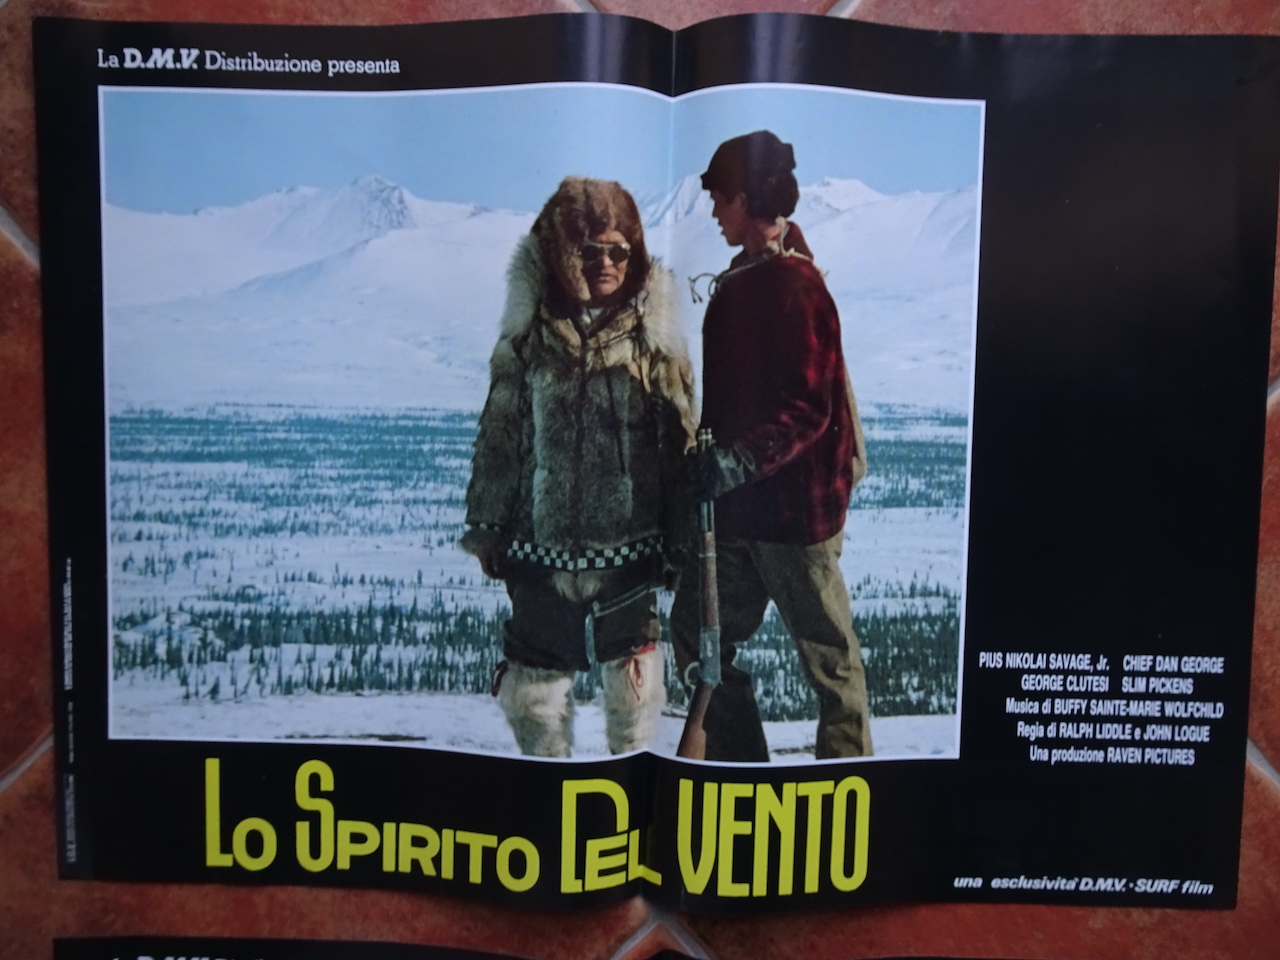 La D.M.V. Distribuzione presenta
PIUS NIKOLAI SAVAGE, Jr. CHIEF DAN GEORGE
GEORGE CLUTESI SLIM PICKENS
Musica di BUFFY SAINTE-MARIE WOLFCHILD
Regia di RALPH LIDDLE e JOHN LOGUE
Una produzione RAVEN PICTURES
LO SPIRITO DEL VENTO
una esclusivita' D.M.V. · SURF film